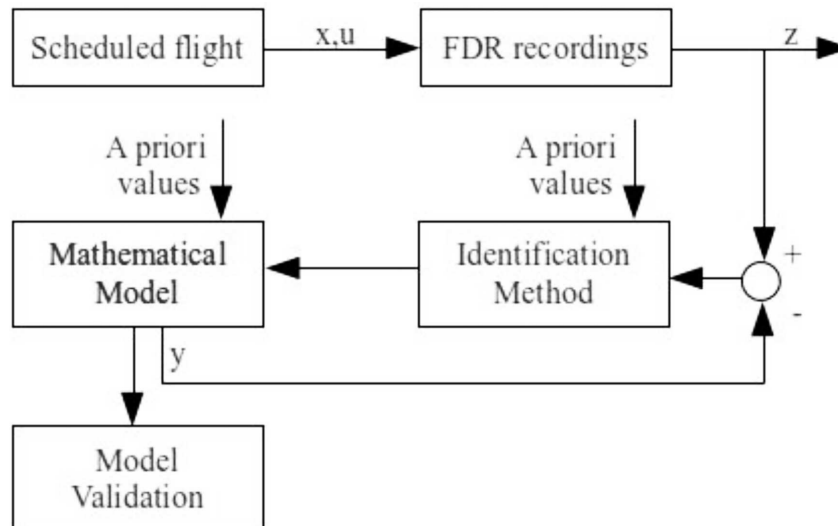 Scheduled flight
x,u
FDR recordings
z
A priori
values
A priori
values
Mathematical
Model
Identification
Method
+
-
y
Model
Validation